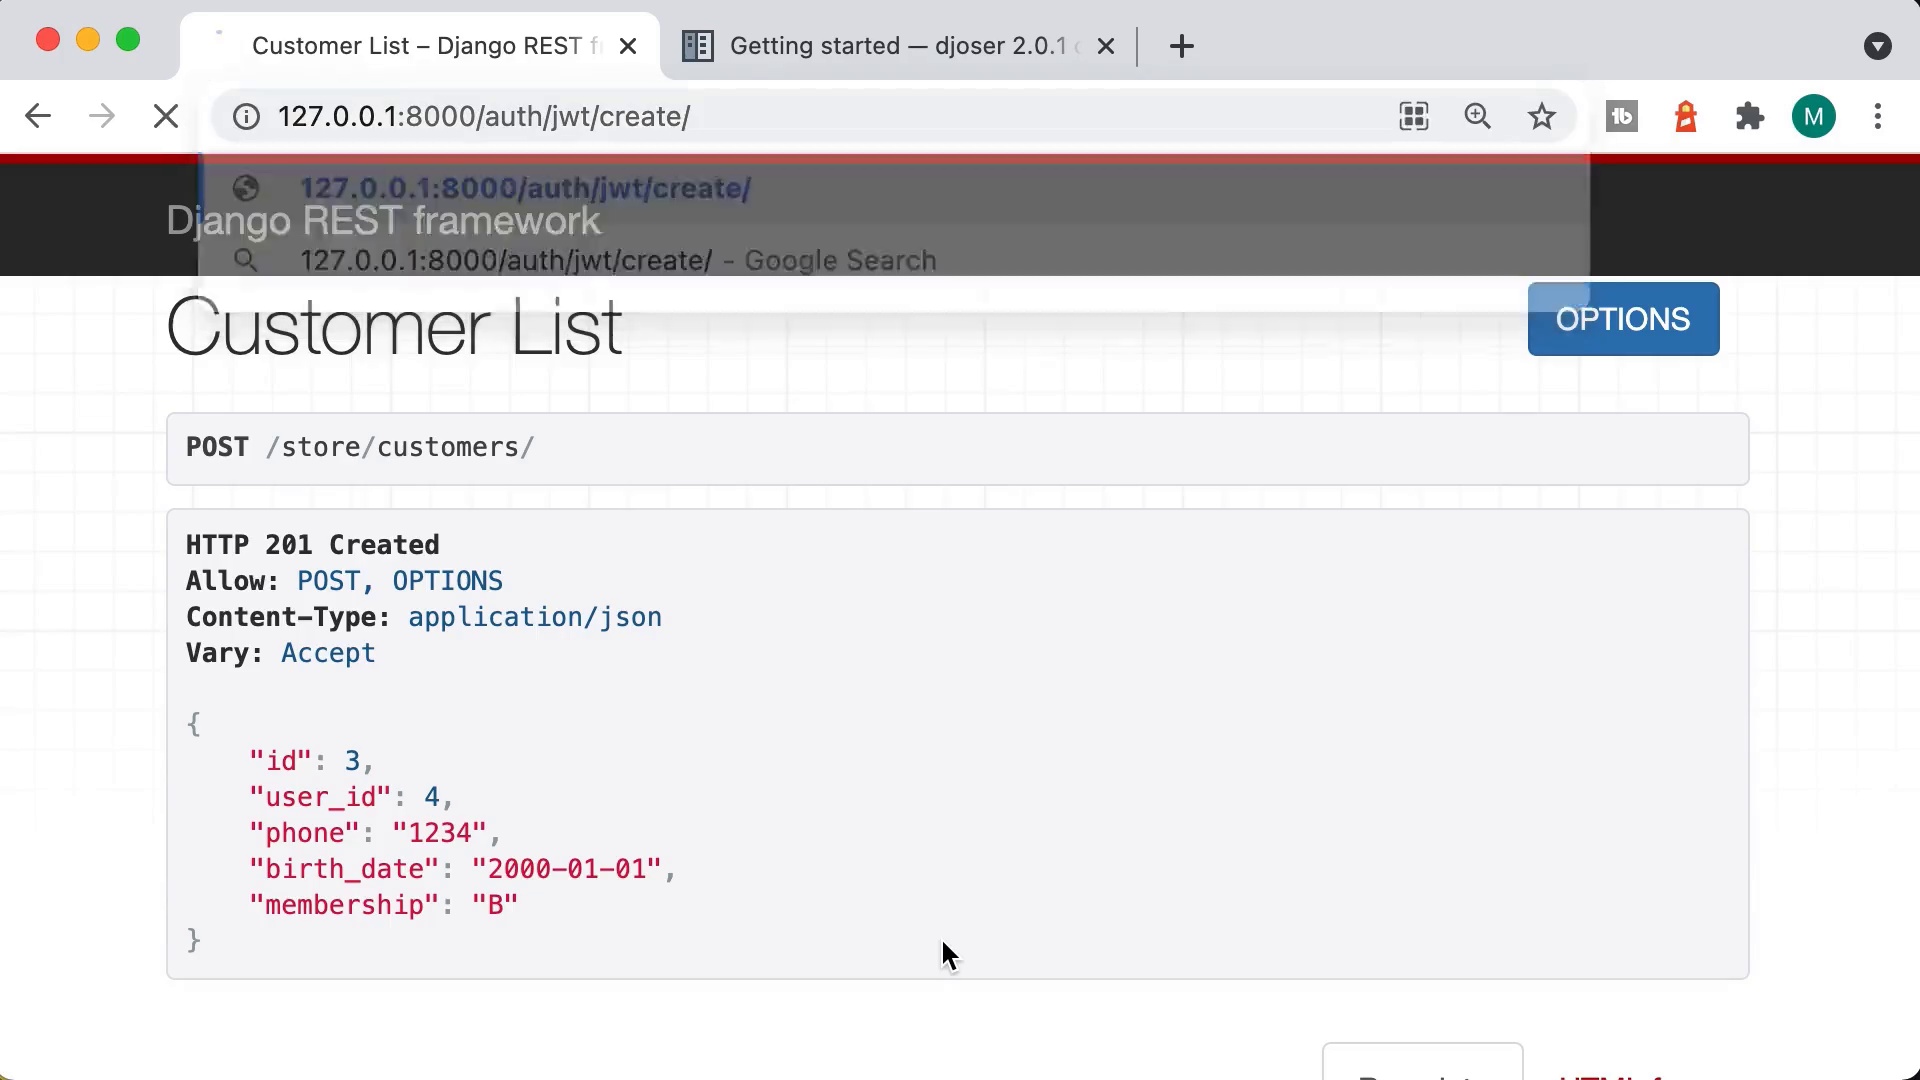 Customer List – Django REST f
Getting started — djoser 2.0.1
127.0.0.1:8000/auth/jwt/create/
M
127.0.0.1:8000/auth/jwt/create/
Django REST framework
127.0.0.1:8000/auth/jwt/create/ - Google Search
Customer List
OPTIONS
POST /store/customers/
HTTP 201 Created
Allow: POST, OPTIONS
Content-Type: application/json
Vary: Accept
{
"id": 3,
"user_id": 4,
"phone": "1234",
"birth_date": "2000-01-01",
"membership": "B"
}